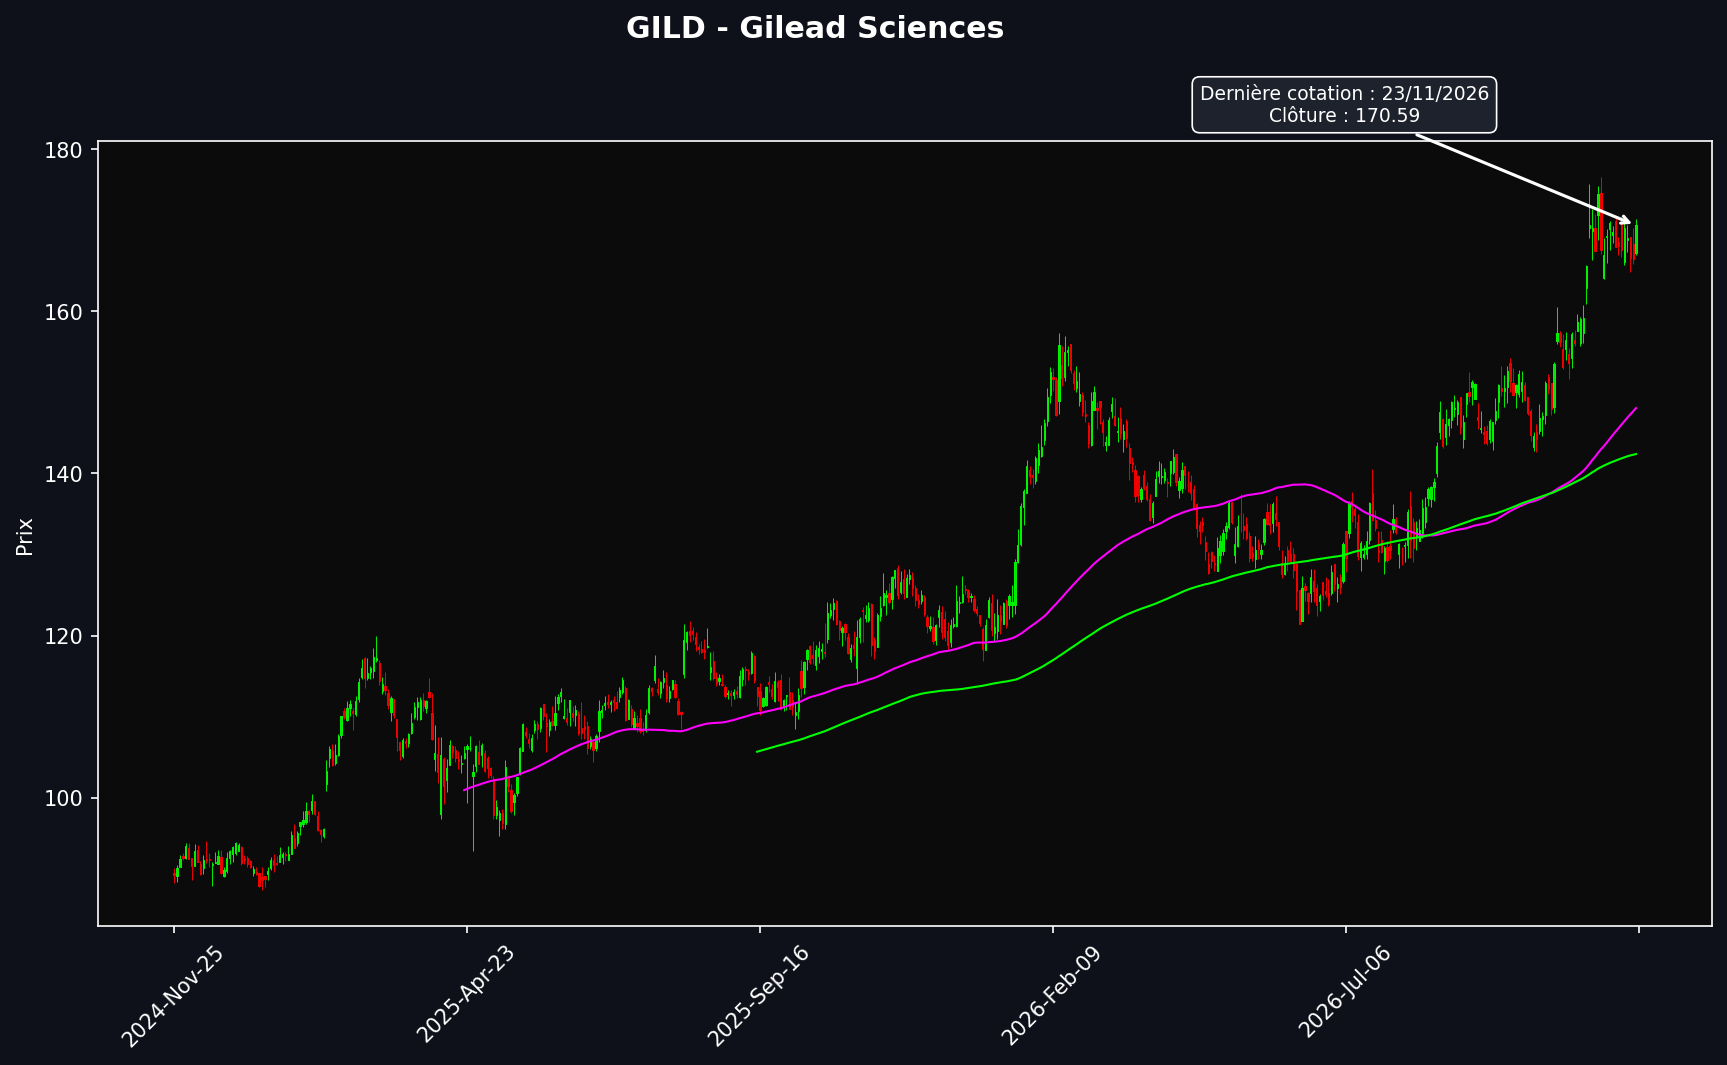 GILD - Gilead Sciences
Dernière cotation : 23/11/2026
Clôture : 170.59
180
160
140
120
100
Prix
2024-Nov-25
2025-Apr-23
2025-Sep-16
2026-Feb-09
2026-Jul-06